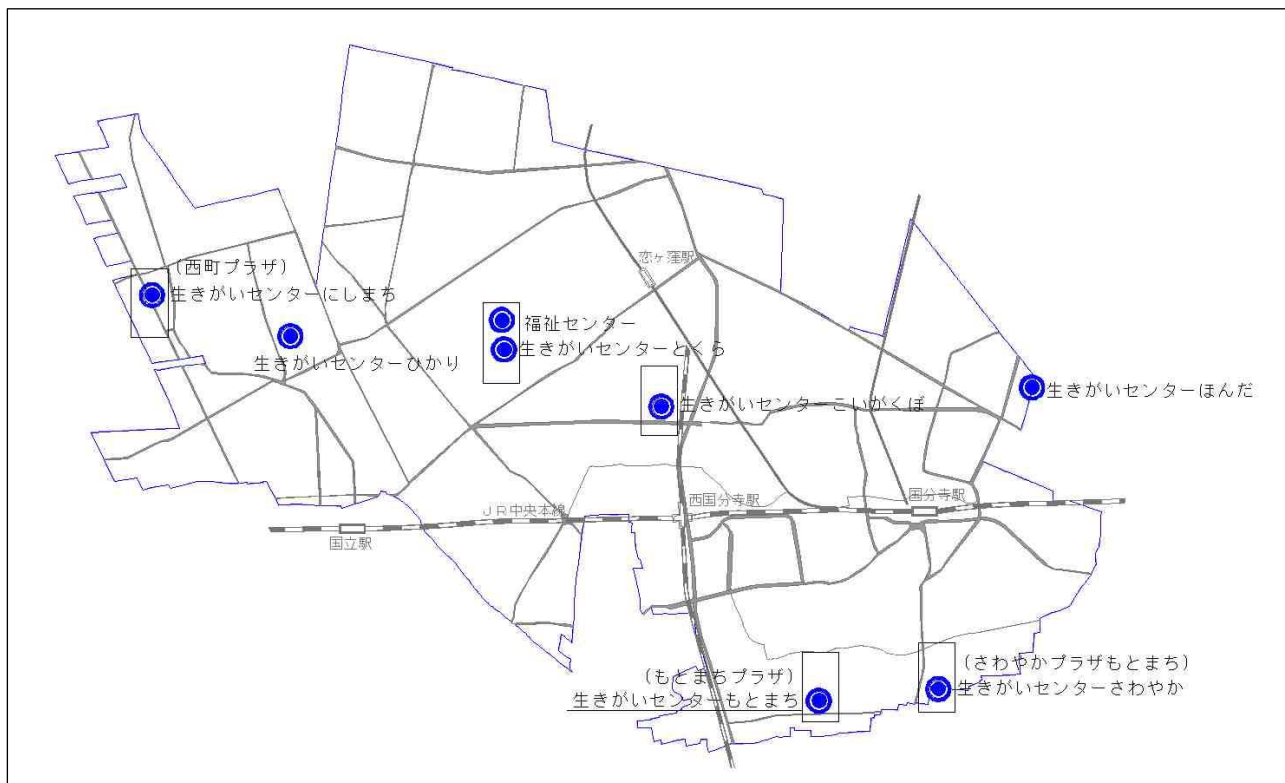 恋ヶ窪駅
(西町プラザ)
生きがいセンターにしまち
福祉センター
生きがいセンターとくら
生きがいセンターひかり
生きがいセンターこいがくぼ
生きがいセンターほんだ
西国分寺駅
国分寺駅
JR中央本線
国立駅
(もとまちプラザ)
生きがいセンターもとまち
(さわやかプラザもとまち)
生きがいセンターさわやか